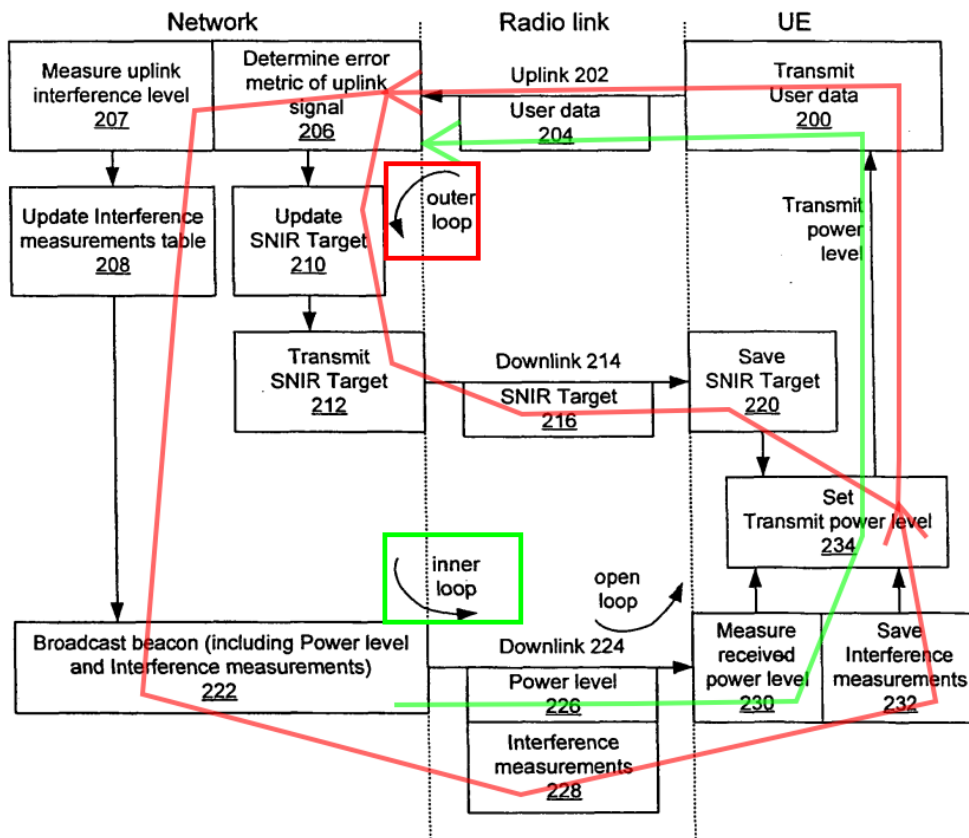 Network
Radio link
UE
Measure uplink
interference level
207
Determine error
metric of uplink
signal
206
Uplink 202
User data
204
Transmit
User data
200
Update Interference
measurements table
208
Update
SNIR Target
210
outer
loop
Transmit
power
level
Transmit
SNIR Target
212
Downlink 214
SNIR Target
216
Save
SNIR Target
220
Set
Transmit power level
234
inner
loop
open
loop
Broadcast beacon (including Power level
and Interference measurements)
222
Downlink 224
Power level
226
Interference
measurements
228
Measure
received
power level
230
Save
Interference
measurements
232